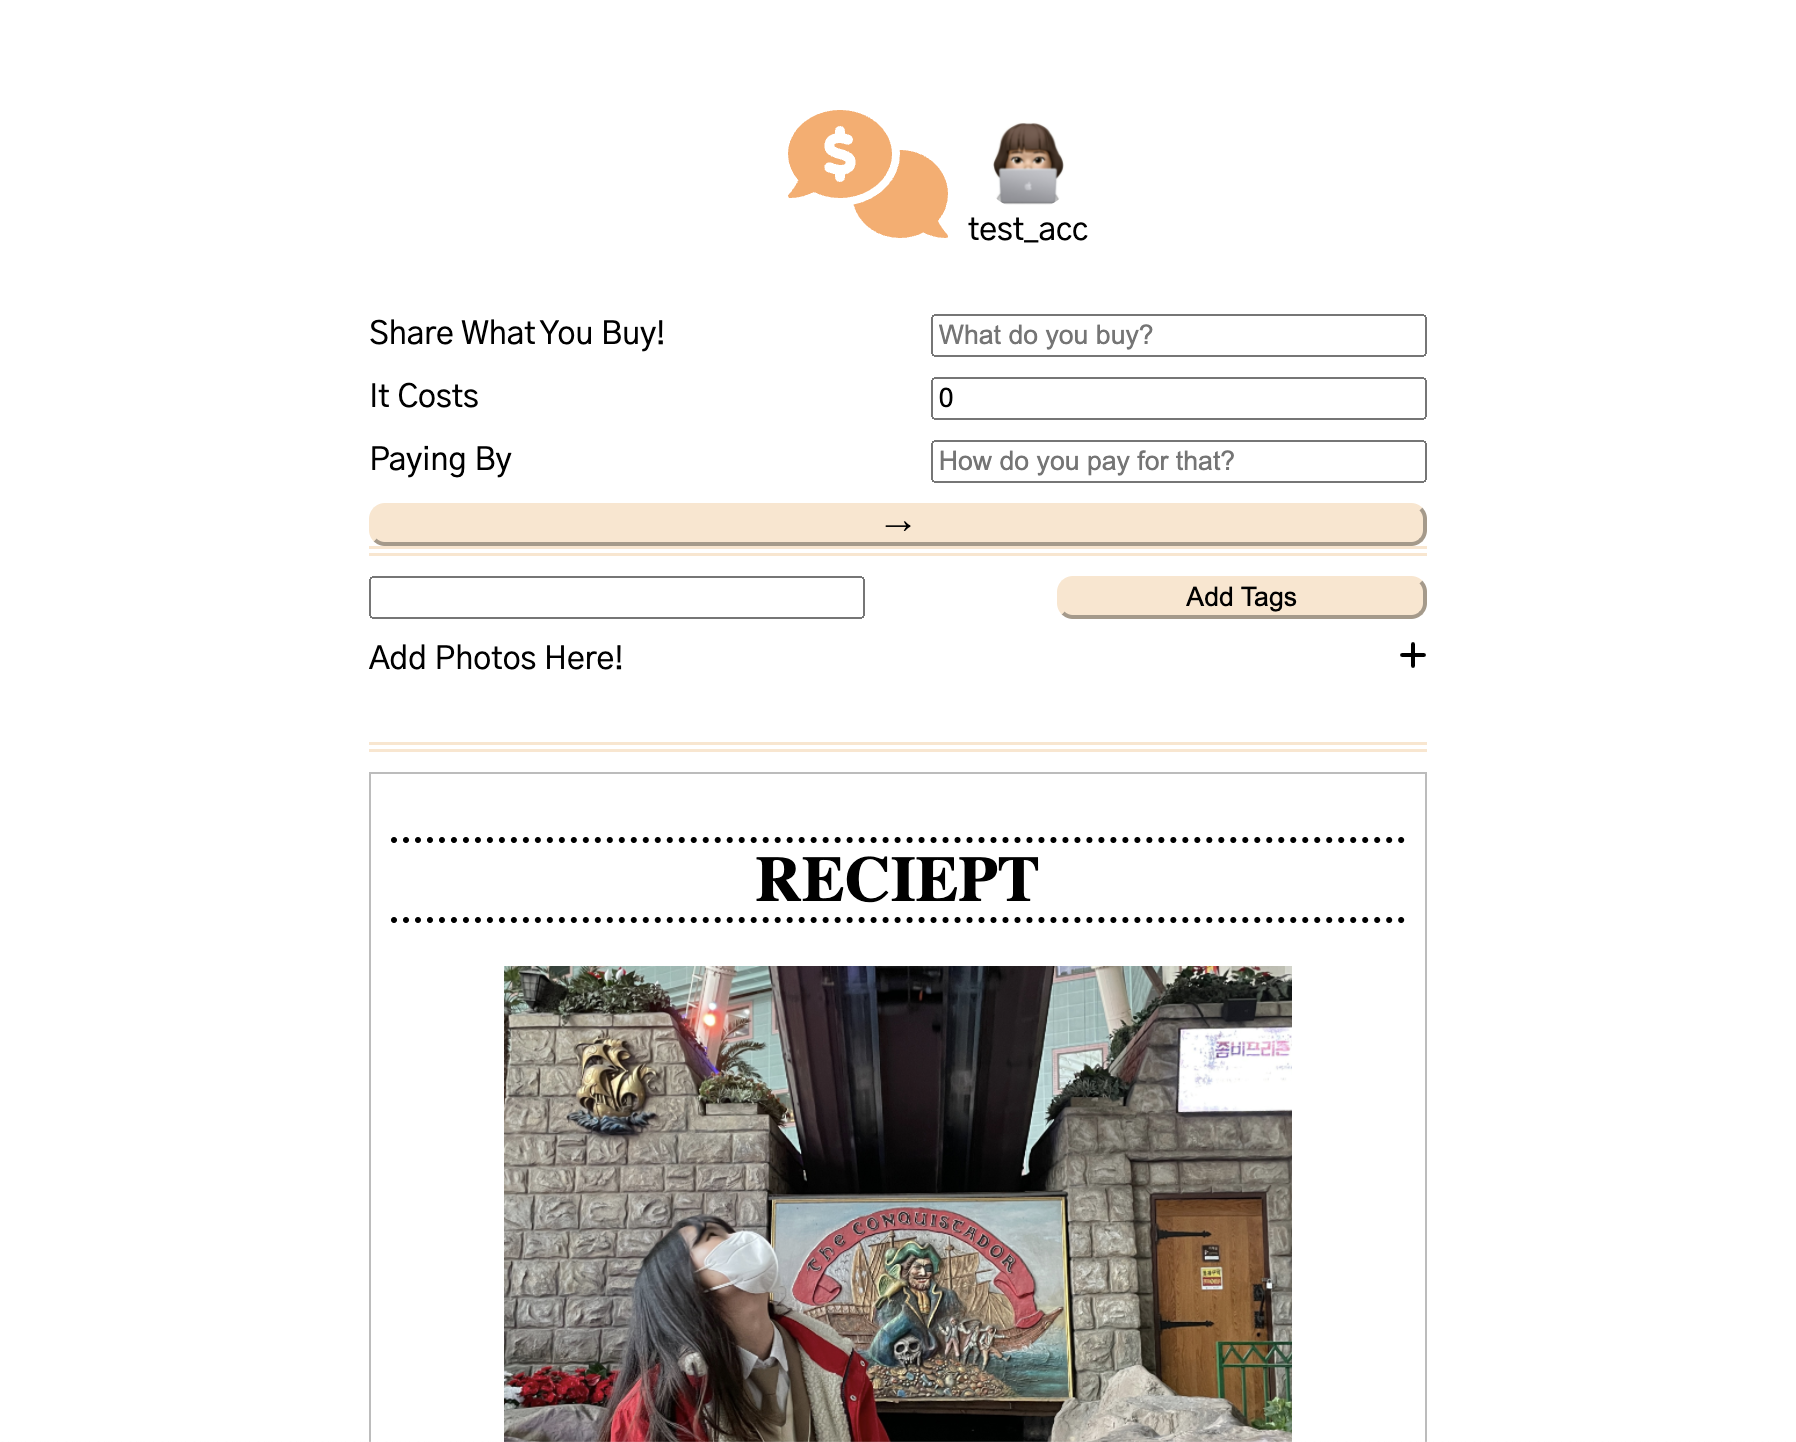 $
test_acc
Share What You Buy!
What do you buy?
It Costs
0
Paying By
How do you pay for that?
→
Add Tags
Add Photos Here!
+
RECIEPT
좀비프리즌
The CONQUISTADOR